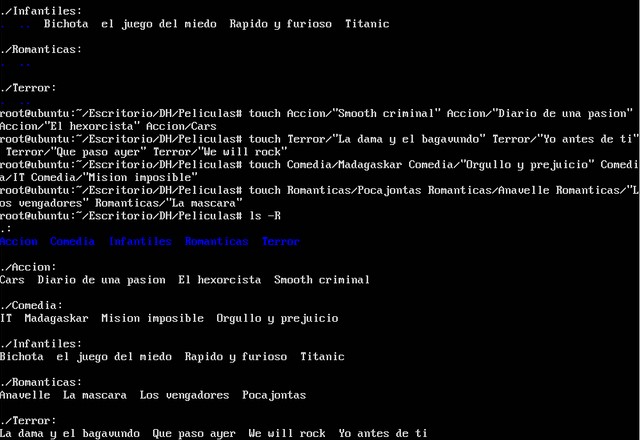 ./Infantiles:
.  ..  Bichota  el juego del miedo  Rapido y furioso  Titanic
./Romanticas:
.  ..
./Terror:
.  ..
root@ubuntu:~/Escritorio/DH/Peliculas# touch Accion/"Smooth criminal" Accion/"Diario de una pasion"
Accion/"El hexorcista" Accion/Cars
root@ubuntu:~/Escritorio/DH/Peliculas# touch Terror/"La dama y el bagavundo" Terror/"Yo antes de ti"
Terror/"Que paso ayer" Terror/"We will rock"
root@ubuntu:~/Escritorio/DH/Peliculas# touch Comedia/Madagaskar Comedia/"Orgullo y prejuicio" Comedi
a/IT Comedia/"Mision imposible"
root@ubuntu:~/Escritorio/DH/Peliculas# touch Romanticas/Pocajontas Romanticas/Anavelle Romanticas/"L
os vengadores" Romanticas/"La mascara"
root@ubuntu:~/Escritorio/DH/Peliculas# ls -R
.:
Accion  Comedia  Infantiles  Romanticas  Terror
./Accion:
Cars  Diario de una pasion  El hexorcista  Smooth criminal
./Comedia:
IT  Madagaskar  Mision imposible  Orgullo y prejuicio
./Infantiles:
Bichota  el juego del miedo  Rapido y furioso  Titanic
./Romanticas:
Anavelle  La mascara  Los vengadores  Pocajontas
./Terror:
La dama y el bagavundo  Que paso ayer  We will rock  Yo antes de ti